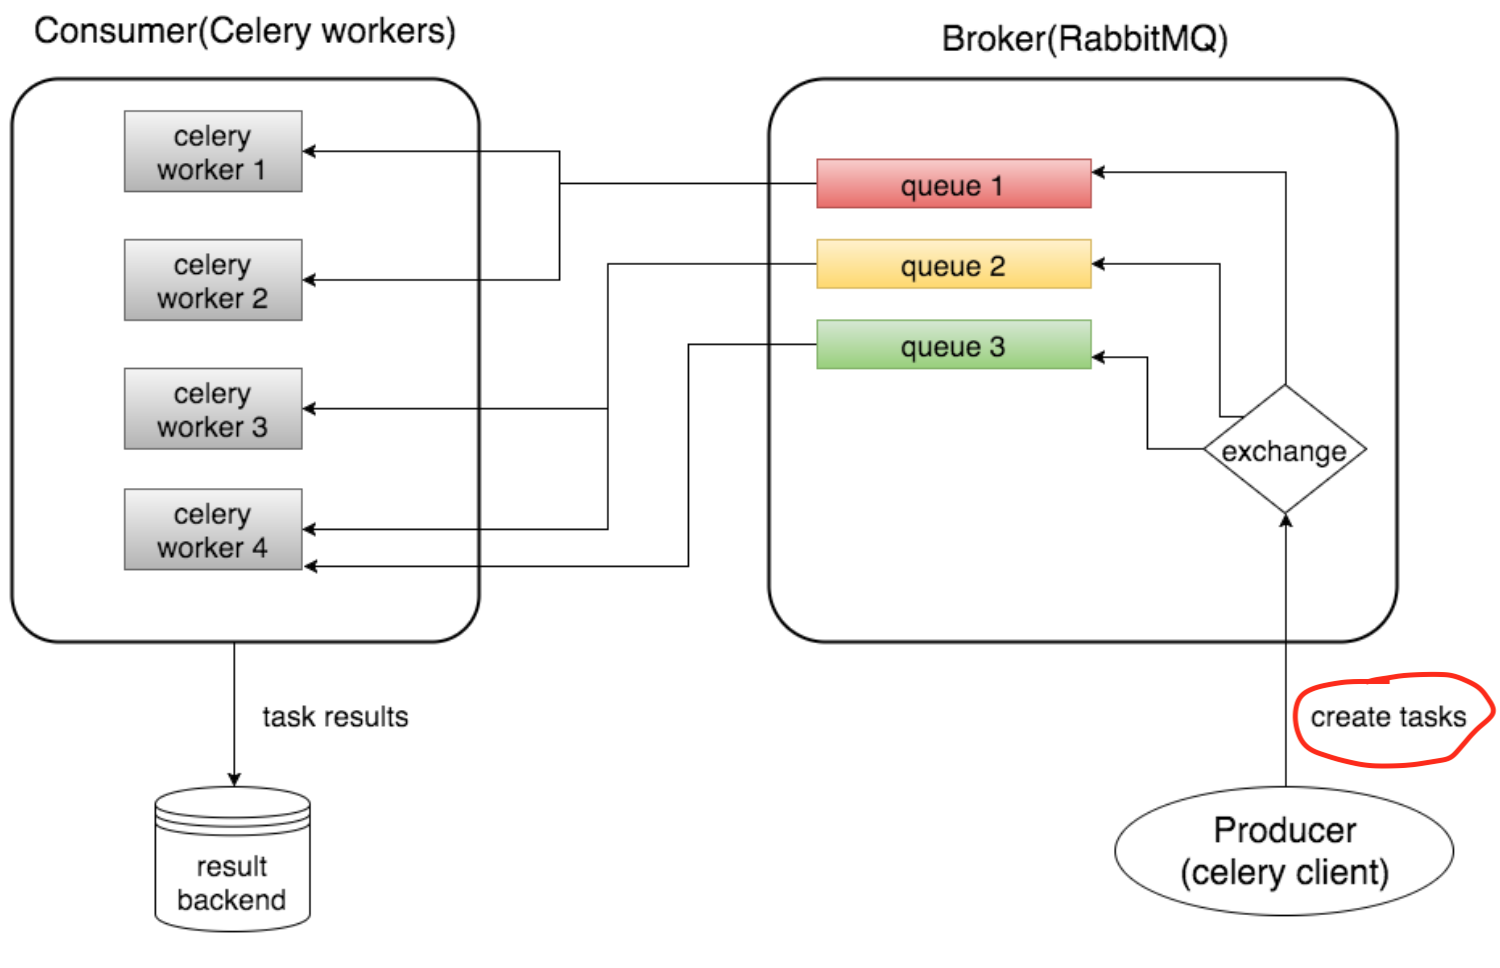 Consumer(Celery workers)
Broker(RabbitMQ)
celery
worker 1
celery
worker 2
celery
worker 3
celery
worker 4
queue 1
queue 2
queue 3
exchange
task results
create tasks
result
backend
Producer
(celery client)